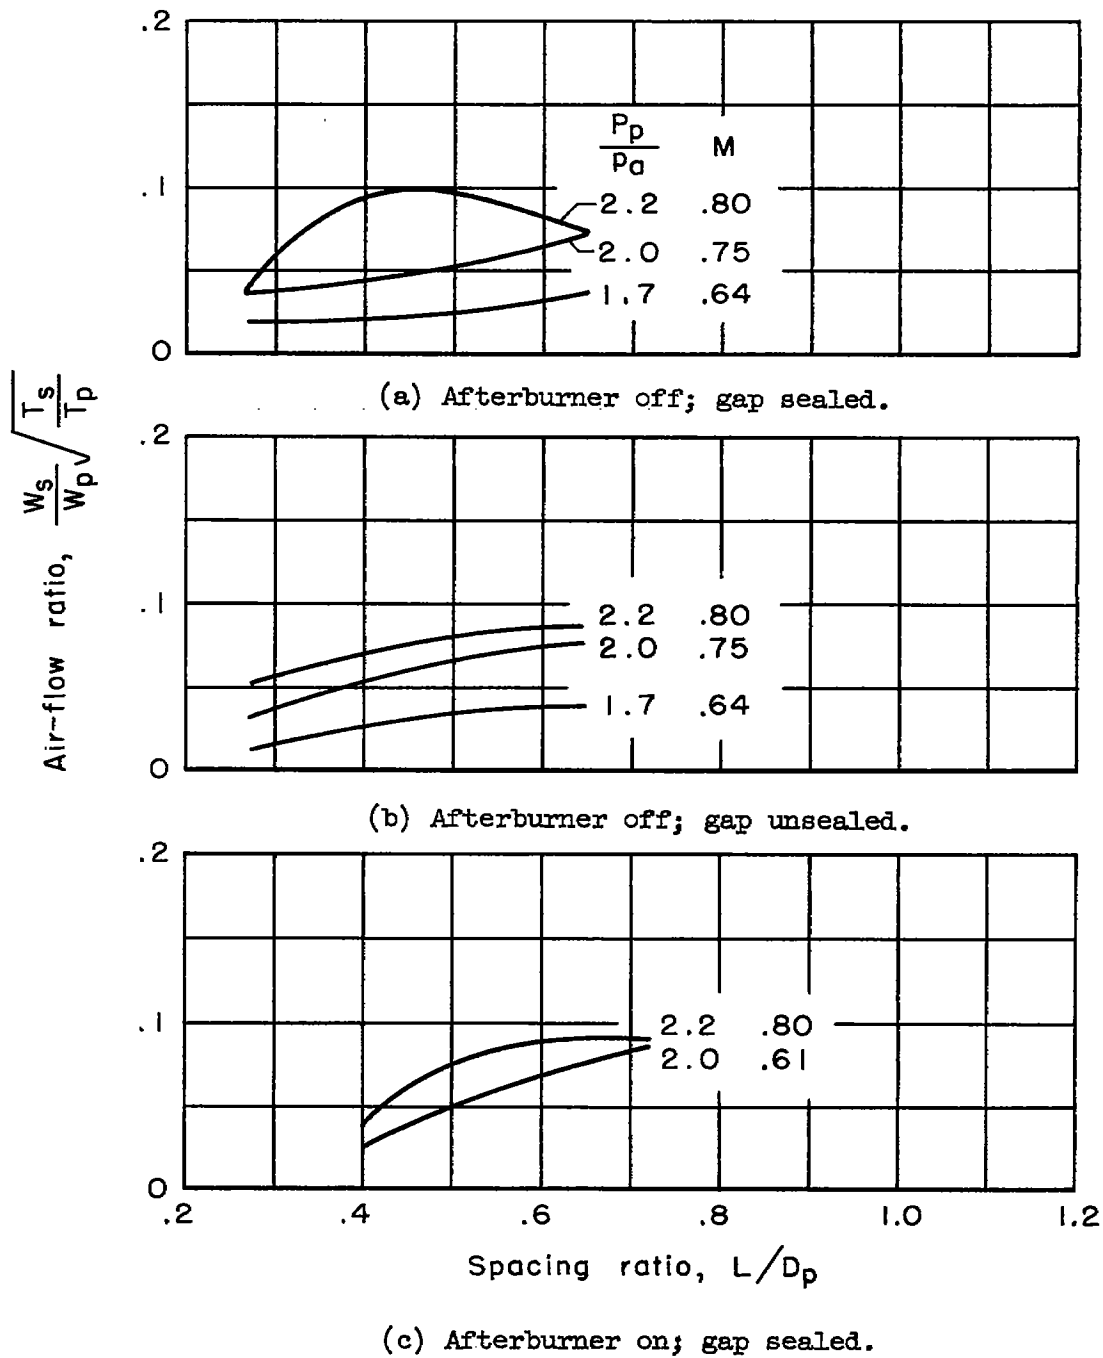 .2
.1
0
Pp/pa M
2.2 .80
2.0 .75
1.7 .64
(a) Afterburner off; gap sealed.
Air-flow ratio, Ws/Wp √Ts/Tp
.2
.1
0
2.2 .80
2.0 .75
1.7 .64
(b) Afterburner off; gap unsealed.
.2
.1
0
2.2 .80
2.0 .61
.2 .4 .6 .8 1.0 1.2
Spacing ratio, L/Dp
(c) Afterburner on; gap sealed.